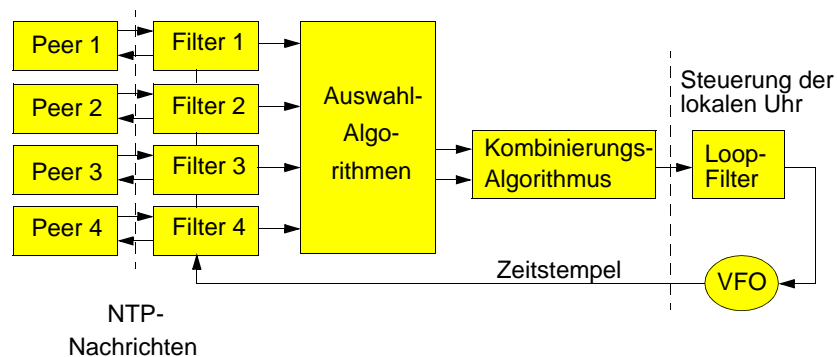 Peer 1
Filter 1
Peer 2
Filter 2
Peer 3
Filter 3
Peer 4
Filter 4
Auswahl-
Algo-
rithmen
Kombinierungs-
Algorithmus
Steuerung der
lokalen Uhr
Loop-
Filter
Zeitstempel
VFO
NTP-
Nachrichten